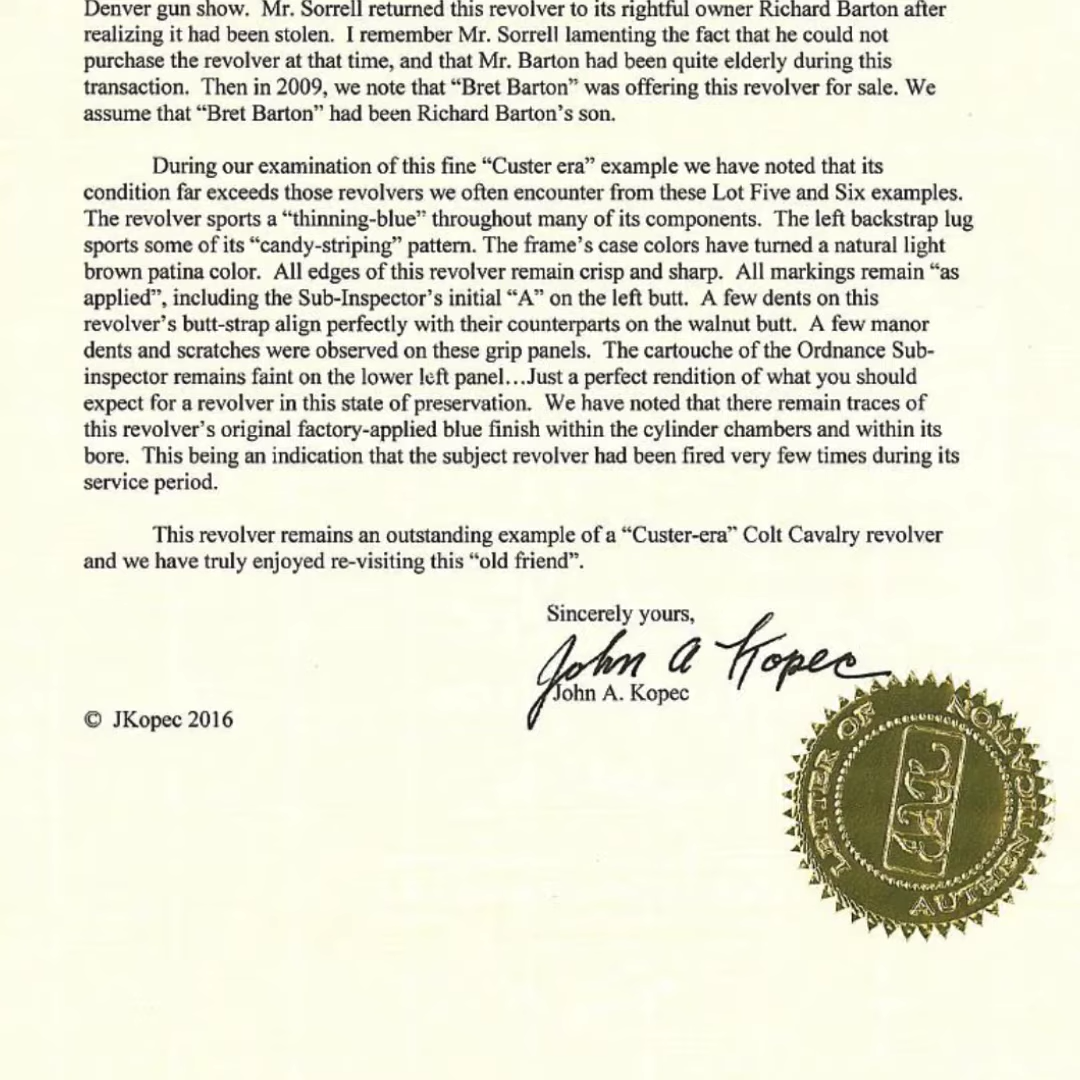 Denver gun show.  Mr. Sorrell returned this revolver to its rightful owner Richard Barton after
realizing it had been stolen.  I remember Mr. Sorrell lamenting the fact that he could not
purchase the revolver at that time, and that Mr. Barton had been quite elderly during this
transaction.  Then in 2009, we note that “Bret Barton” was offering this revolver for sale. We
assume that “Bret Barton” had been Richard Barton’s son.
During our examination of this fine “Custer era” example we have noted that its
condition far exceeds those revolvers we often encounter from these Lot Five and Six examples.
The revolver sports a “thinning-blue” throughout many of its components.  The left backstrap lug
sports some of its “candy-striping” pattern. The frame’s case colors have turned a natural light
brown patina color.  All edges of this revolver remain crisp and sharp.  All markings remain “as
applied”, including the Sub-Inspector’s initial “A” on the left butt.  A few dents on this
revolver’s butt-strap align perfectly with their counterparts on the walnut butt.  A few manor
dents and scratches were observed on these grip panels.  The cartouche of the Ordnance Sub-
inspector remains faint on the lower left panel…Just a perfect rendition of what you should
expect for a revolver in this state of preservation.  We have noted that there remain traces of
this revolver’s original factory-applied blue finish within the cylinder chambers and within its
bore.  This being an indication that the subject revolver had been fired very few times during its
service period.
This revolver remains an outstanding example of a “Custer-era” Colt Cavalry revolver
and we have truly enjoyed re-visiting this “old friend”.
Sincerely yours,
John A Kopec
John A. Kopec
© JKopec 2016
LETTER OF AUTHENTICATION
JAK